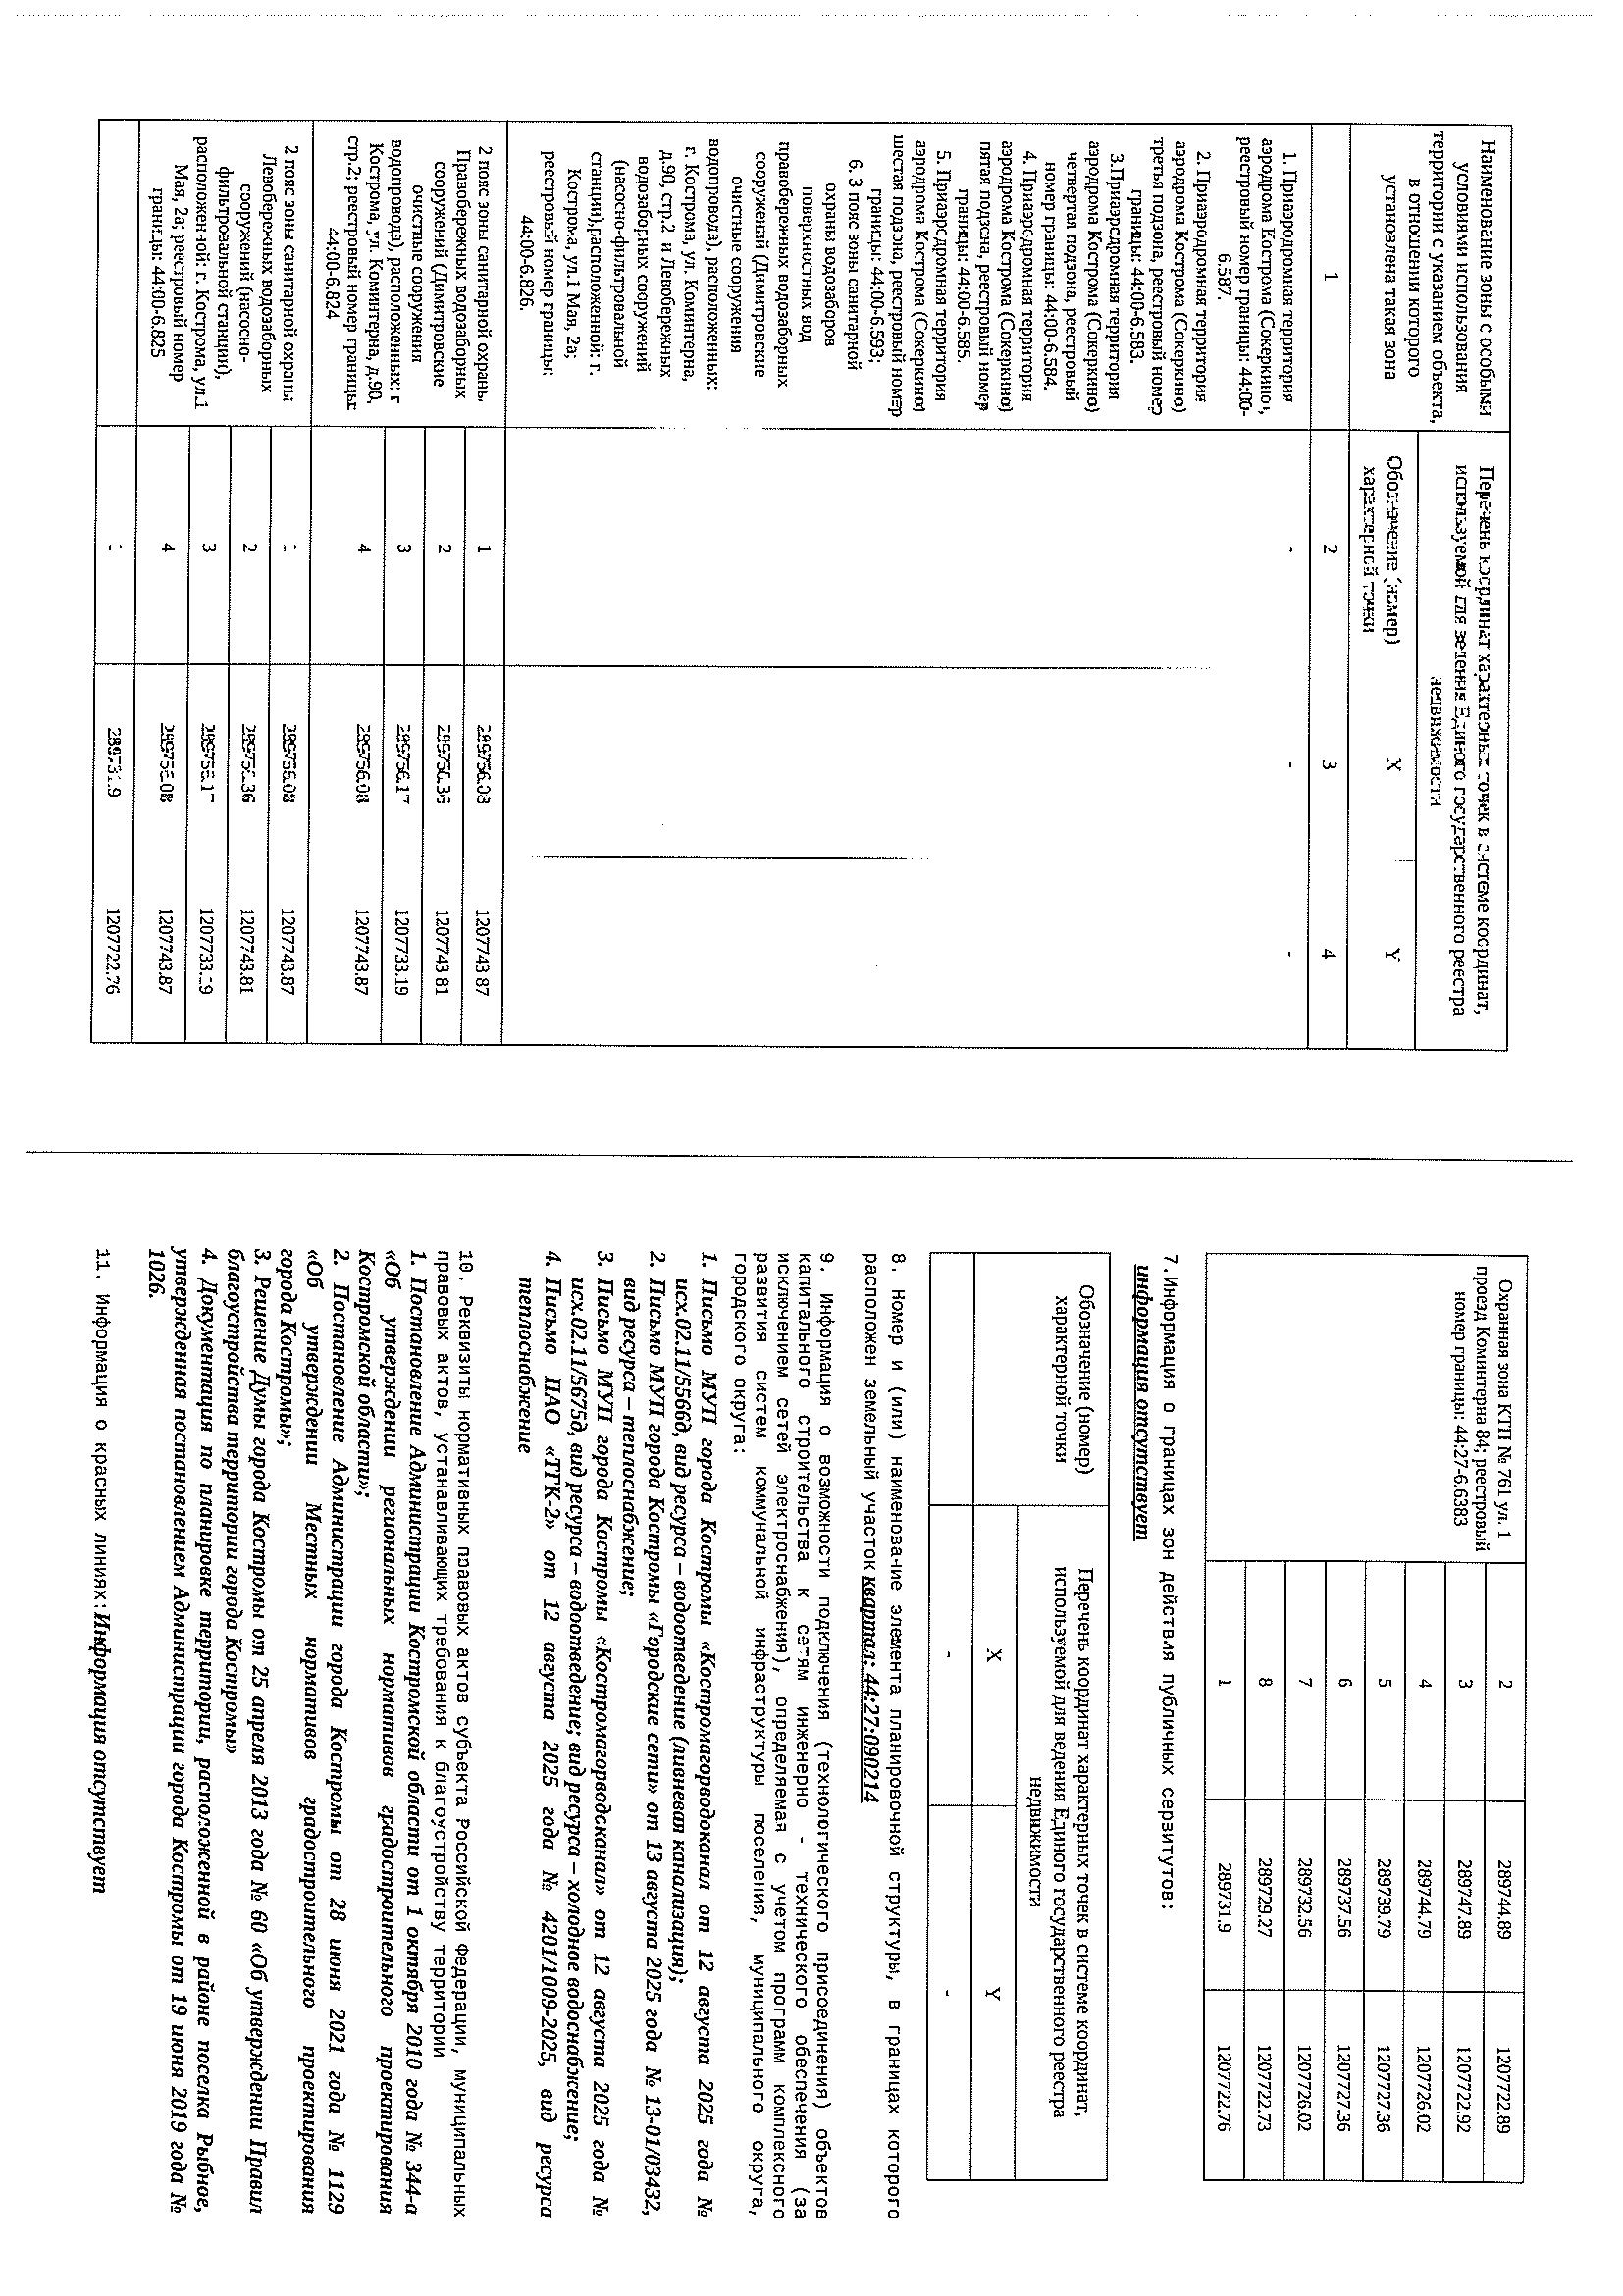 Наименование зоны с особыми
условиями использования
территории с указанием объекта,
в отношении которого
установлена такая зона
Перечень координат характерных точек в системе координат,
используемой для ведения Единого государственного реестра
недвижимости
Обозначение (номер)
характерной точки
X
Y
1
2
3
4
1. Приаэродромная территория
аэродрома Кострома (Сокеркино),
реестровый номер границы: 44:00-
6.587.
2. Приаэродромная территория
аэродрома Кострома (Сокеркино)
третья подзона, реестровый номер
границы: 44:00-6.583.
3.Приаэродромная территория
аэродрома Кострома (Сокеркино)
четвертая подзона, реестровый
номер границы: 44:00-6.584.
4. Приаэродромная территория
аэродрома Кострома (Сокеркино)
пятая подзона, реестровый номер
границы: 44:00-6.585.
5. Приаэродромная территория
аэродрома Кострома (Сокеркино)
шестая подзона, реестровый номер
границы: 44:00-6.593;
6. 3 пояс зоны санитарной
охраны водозаборов
поверхностных вод
правобережных водозаборных
сооружений (Димитровские
очистные сооружения
водопровода), расположенных:
г. Кострома, ул. Коминтерна,
д.90, стр.2 и Левобережных
водозаборных сооружений
(насосно-фильтровальной
станции),расположенной: г.
Кострома, ул.1 Мая, 2а;
реестровый номер границы:
44:00-6.826.
-
-
-
2 пояс зоны санитарной охраны
Правобережных водозаборных
сооружений (Димитровские
очистные сооружения
водопровода), расположенных: г
Кострома, ул. Коминтерна, д.90,
стр.2; реестровый номер границы:
44:00-6.824
1 289756.08 1207743.87
2 289756.36 1207743.81
3 289756.17 1207733.19
4 289756.08 1207743.87
2 пояс зоны санитарной охраны
Левобережных водозаборных
сооружений (насосно-
фильтровальной станции),
расположенной: г. Кострома, ул.1
Мая, 2а; реестровый номер
границы: 44:00-6.825
1 289756.08 1207743.87
2 289756.36 1207743.81
3 289756.17 1207733.19
4 289756.08 1207743.87
1 289731.9 1207722.76
Охранная зона КТП № 761 ул. 1
проезд Коминтерна 84; реестровый
номер границы: 44:27-6.6383
2 289744.89 1207722.89
3 289747.89 1207722.92
4 289744.79 1207726.02
5 289739.79 1207727.36
6 289737.56 1207727.36
7 289732.56 1207726.02
8 289729.27 1207722.73
1 289731.9 1207722.76
7.Информация о границах зон действия публичных сервитутов:
информация отсутствует
Обозначение (номер)
характерной точки
Перечень координат характерных точек в системе координат,
используемой для ведения Единого государственного реестра
недвижимости
X
Y
-
-
8. Номер и (или) наименование элемента планировочной структуры, в границах которого
расположен земельный участок квартал: 44:27:090214
9. Информация о возможности подключения (технологического присоединения) объектов
капитального строительства к сетям инженерно - технического обеспечения (за
исключением сетей электроснабжения), определяемая с учетом программ комплексного
развития систем коммунальной инфраструктуры поселения, муниципального округа,
городского округа:
1. Письмо МУП города Костромы «Костромагорводоканал от 12 августа 2025 года №
исх.02.11/5566д, вид ресурса – водоотведение (ливневая канализация);
2. Письмо МУП города Костромы «Городские сети» от 13 августа 2025 года № 13-01/03432,
вид ресурса – теплоснабжение;
3. Письмо МУП города Костромы «Костромагорводсканал» от 12 августа 2025 года №
исх.02.11/5675д, вид ресурса – водоотведение; вид ресурса – холодное водоснабжение;
4. Письмо ПАО «ТГК-2» от 12 августа 2025 года № 4201/1009-2025, вид ресурса
теплоснабжение
10. Реквизиты нормативных правовых актов субъекта Российской Федерации, муниципальных
правовых актов, устанавливающих требования к благоустройству территории
1. Постановление Администрации Костромской области от 1 октября 2010 года № 344-а
«Об утверждении региональных нормативов градостроительного проектирования
Костромской области»;
2. Постановление Администрации города Костромы от 28 июня 2021 года № 1129
«Об утверждении Местных нормативов градостроительного проектирования
города Костромы»;
3. Решение Думы города Костромы от 25 апреля 2013 года № 60 «Об утверждении Правил
благоустройства территории города Костромы»
4. Документация по планировке территории, расположенной в районе поселка Рыбное,
утвержденная постановлением Администрации города Костромы от 19 июня 2019 года №
1026.
11. Информация о красных линиях:Информация отсутствует